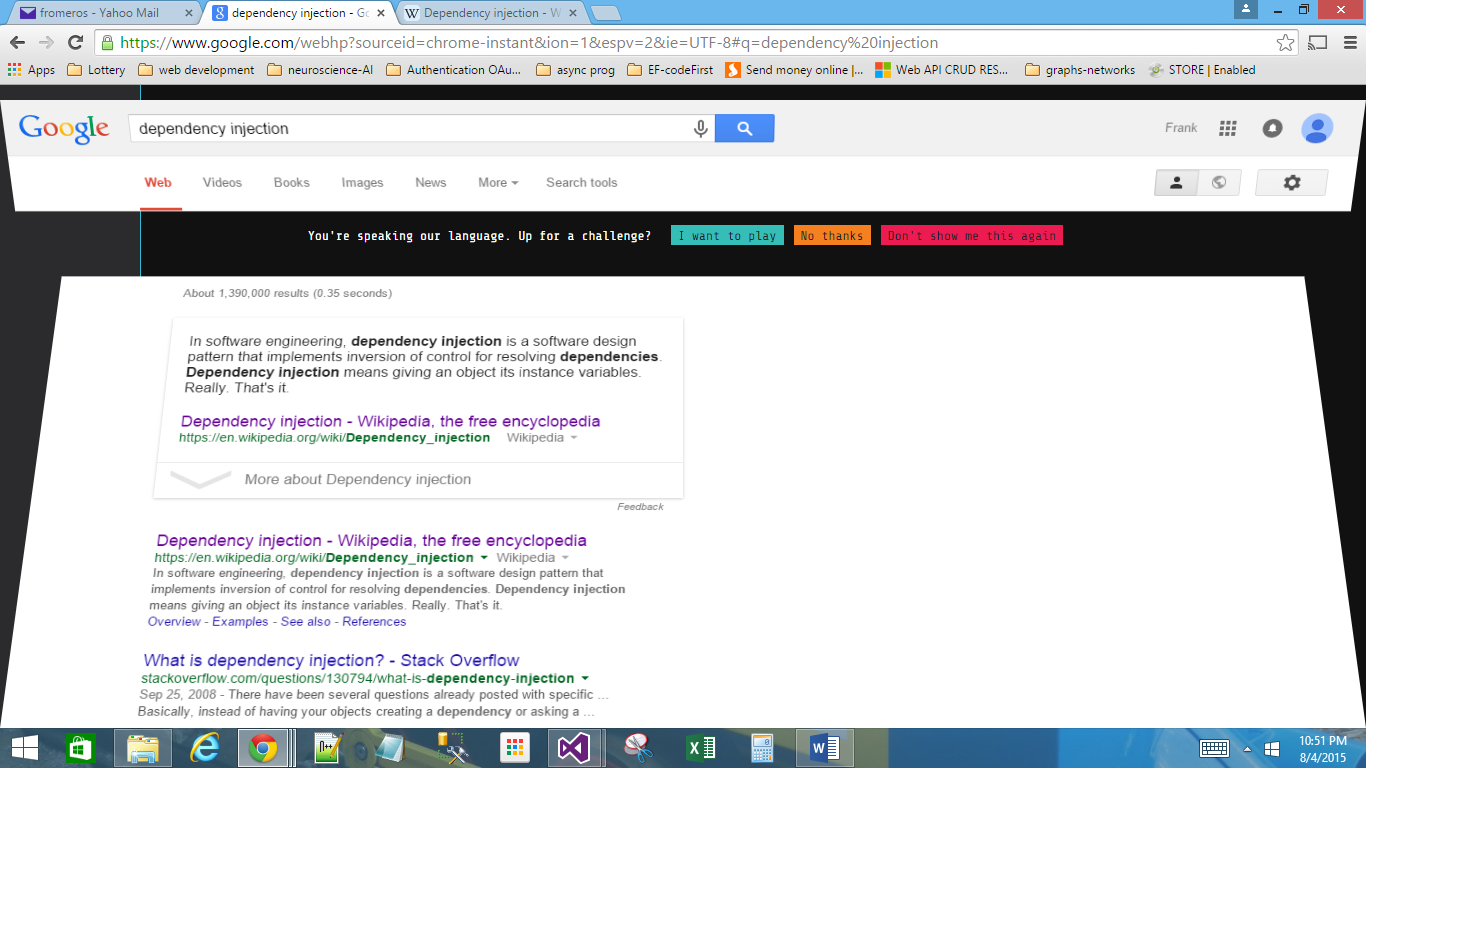 fromeros - Yahoo Mail
dependency injection - Go
Dependency injection - W
https://www.google.com/webhp?sourceid=chrome-instant&ion=1&espv=2&ie=UTF-8#q=dependency%20injection
Apps Lottery web development neuroscience-AI Authentication OAu... async prog EF-codeFirst Send money online |... Web API CRUD RES... graphs-networks STORE | Enabled
Google dependency injection Frank
Web Videos Books Images News More Search tools
You're speaking our language. Up for a challenge? I want to play No thanks Don't show me this again
About 1,390,000 results (0.35 seconds)
In software engineering, dependency injection is a software design
pattern that implements inversion of control for resolving dependencies.
Dependency injection means giving an object its instance variables.
Really. That's it.
Dependency injection - Wikipedia, the free encyclopedia
https://en.wikipedia.org/wiki/Dependency_injection Wikipedia
More about Dependency injection
Feedback
Dependency injection - Wikipedia, the free encyclopedia
https://en.wikipedia.org/wiki/Dependency_injection Wikipedia
In software engineering, dependency injection is a software design pattern that
implements inversion of control for resolving dependencies. Dependency injection
means giving an object its instance variables. Really. That's it.
Overview - Examples - See also - References
What is dependency injection? - Stack Overflow
stackoverflow.com/questions/130794/what-is-dependency-injection
Sep 25, 2008 - There have been several questions already posted with specific ...
Basically, instead of having your objects creating a dependency or asking a ...
10:51 PM
8/4/2015